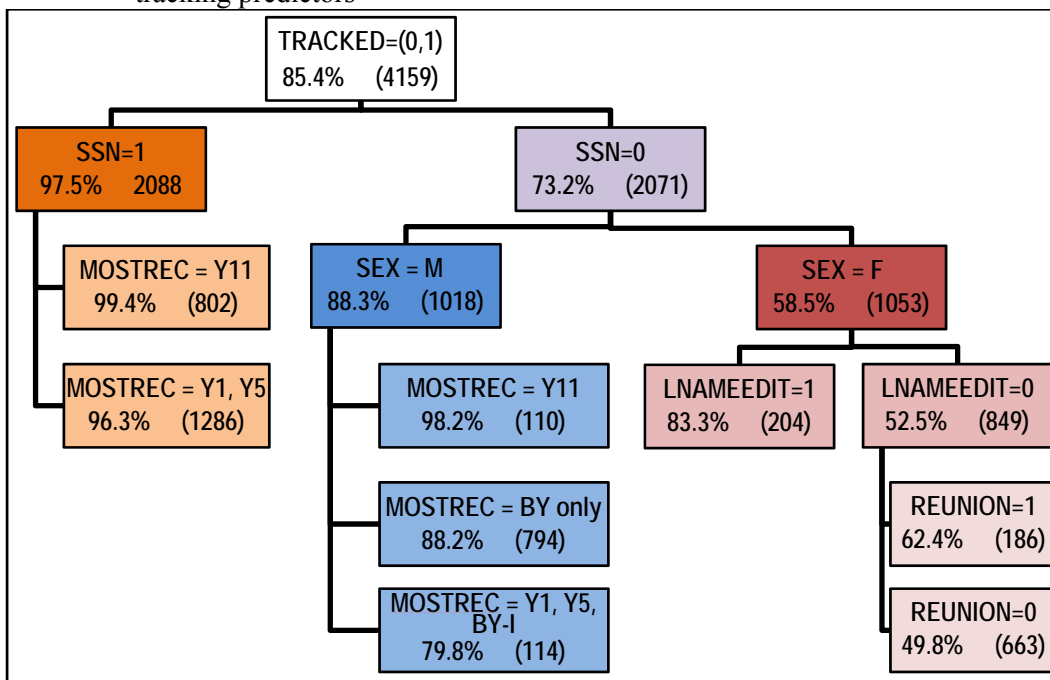 tracking predictors
TRACKED=(0,1)
85.4% (4159)
SSN=1
97.5% 2088
SSN=0
73.2% (2071)
MOSTREC = Y11
99.4% (802)
MOSTREC = Y1, Y5
96.3% (1286)
SEX = M
88.3% (1018)
MOSTREC = Y11
98.2% (110)
MOSTREC = BY only
88.2% (794)
MOSTREC = Y1, Y5,
BY-I
79.8% (114)
SEX = F
58.5% (1053)
LNAMEEDIT=1
83.3% (204)
LNAMEEDIT=0
52.5% (849)
REUNION=1
62.4% (186)
REUNION=0
49.8% (663)